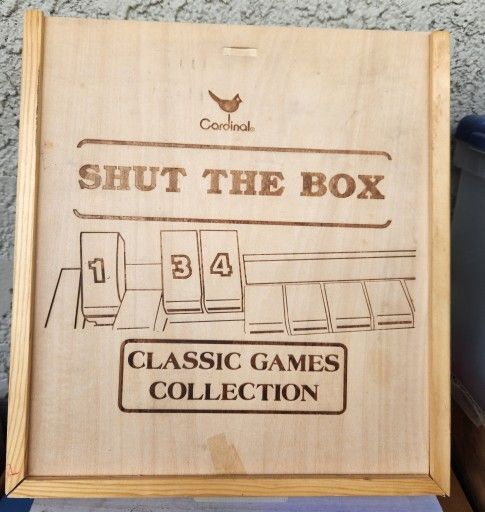 Cardinal®
SHUT THE BOX
1 3 4
CLASSIC GAMES
COLLECTION